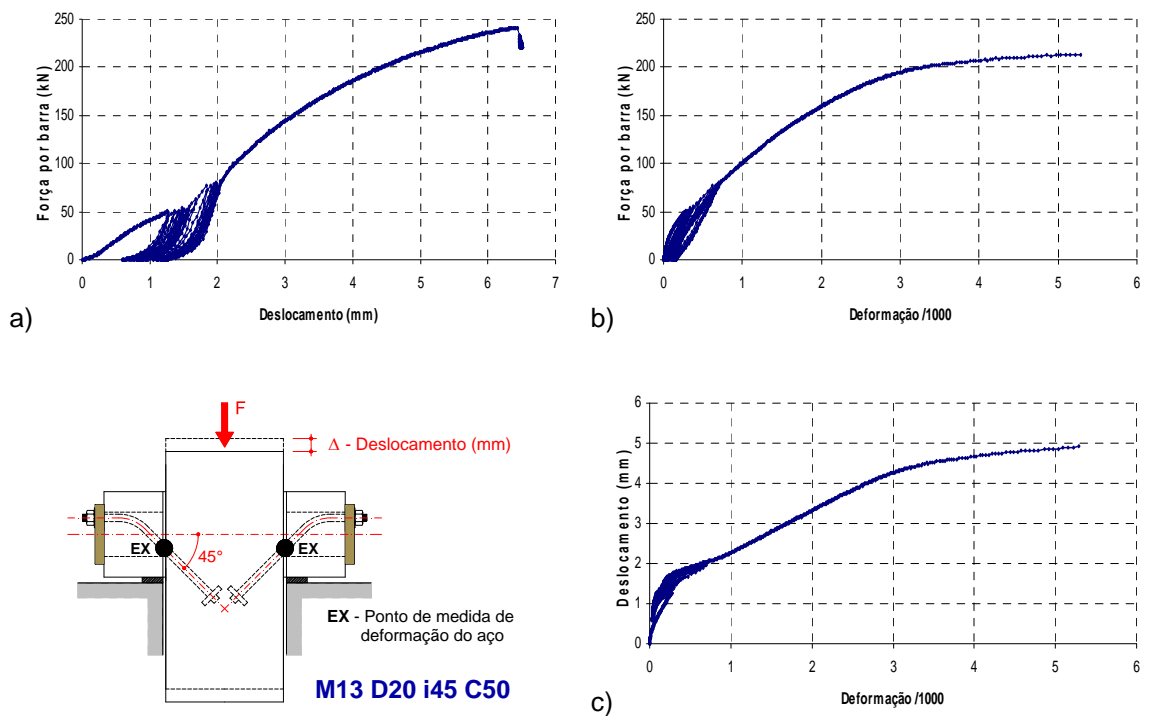 250
200
150
100
50
0
Força por barra (kN)
0 1 2 3 4 5 6 7
Deslocamento (mm)
a)
250
200
150
100
50
0
Força por barra (kN)
0 1 2 3 4 5 6
Deformação /1000
b)
F
Δ - Deslocamento (mm)
EX
EX
45°
EX - Ponto de medida de
deformação do aço
M13 D20 i45 C50
6
5
4
3
2
1
0
Deslocamento (mm)
0 1 2 3 4 5 6
Deformação /1000
c)